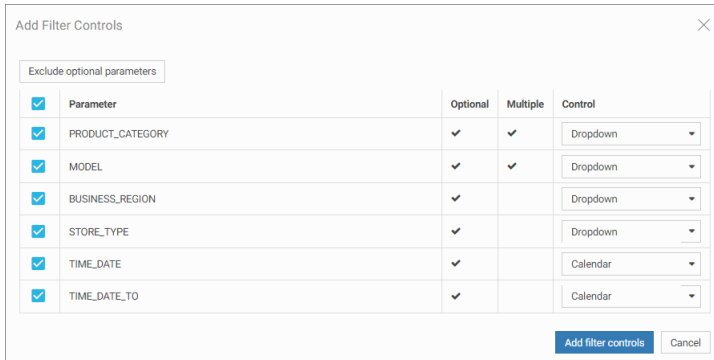 Add Filter Controls
Exclude optional parameters
Parameter Optional Multiple Control
PRODUCT_CATEGORY Dropdown
MODEL Dropdown
BUSINESS_REGION Dropdown
STORE_TYPE Dropdown
TIME_DATE Calendar
TIME_DATE_TO Calendar
Add filter controls Cancel